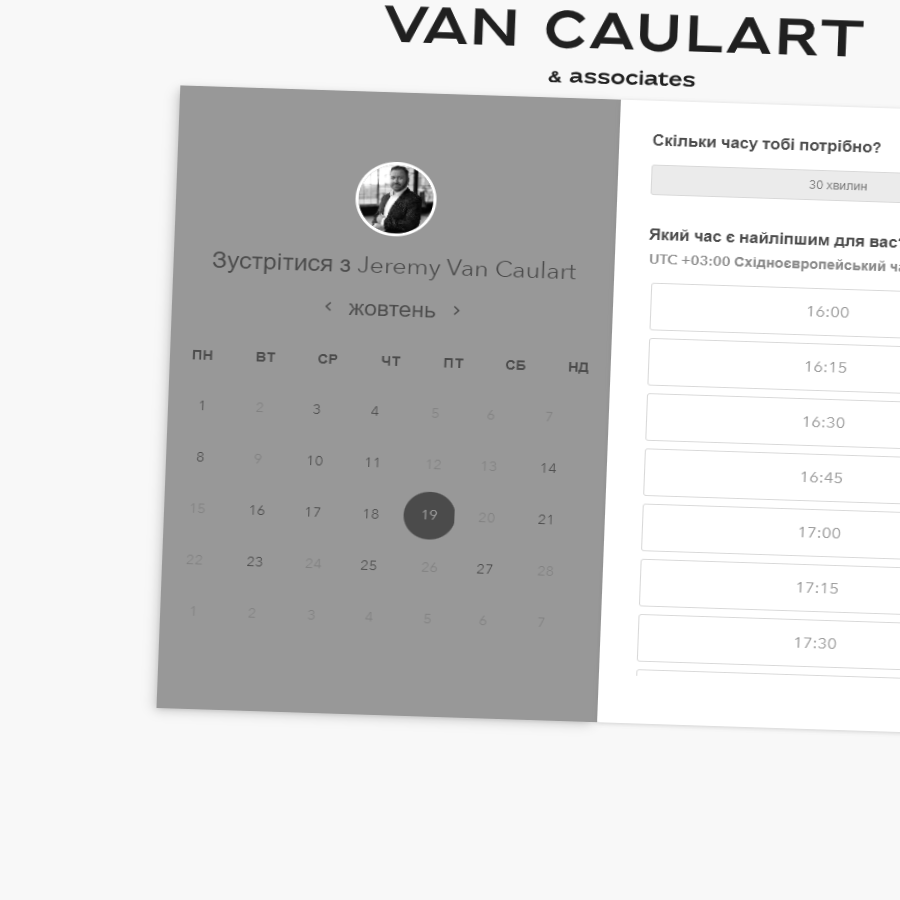 VAN CAULART
& associates
Зустрітися з Jeremy Van Caulart
‹ жовтень ›
ПН ВТ СР ЧТ ПТ СБ НД
1 2 3 4 5 6 7
8 9 10 11 12 13 14
15 16 17 18 19 20 21
22 23 24 25 26 27 28
1 2 3 4 5 6 7
Скільки часу тобі потрібно?
30 хвилин
Який час є найліпшим для вас
UTC +03:00 Східноєвропейський
16:00
16:15
16:30
16:45
17:00
17:15
17:30